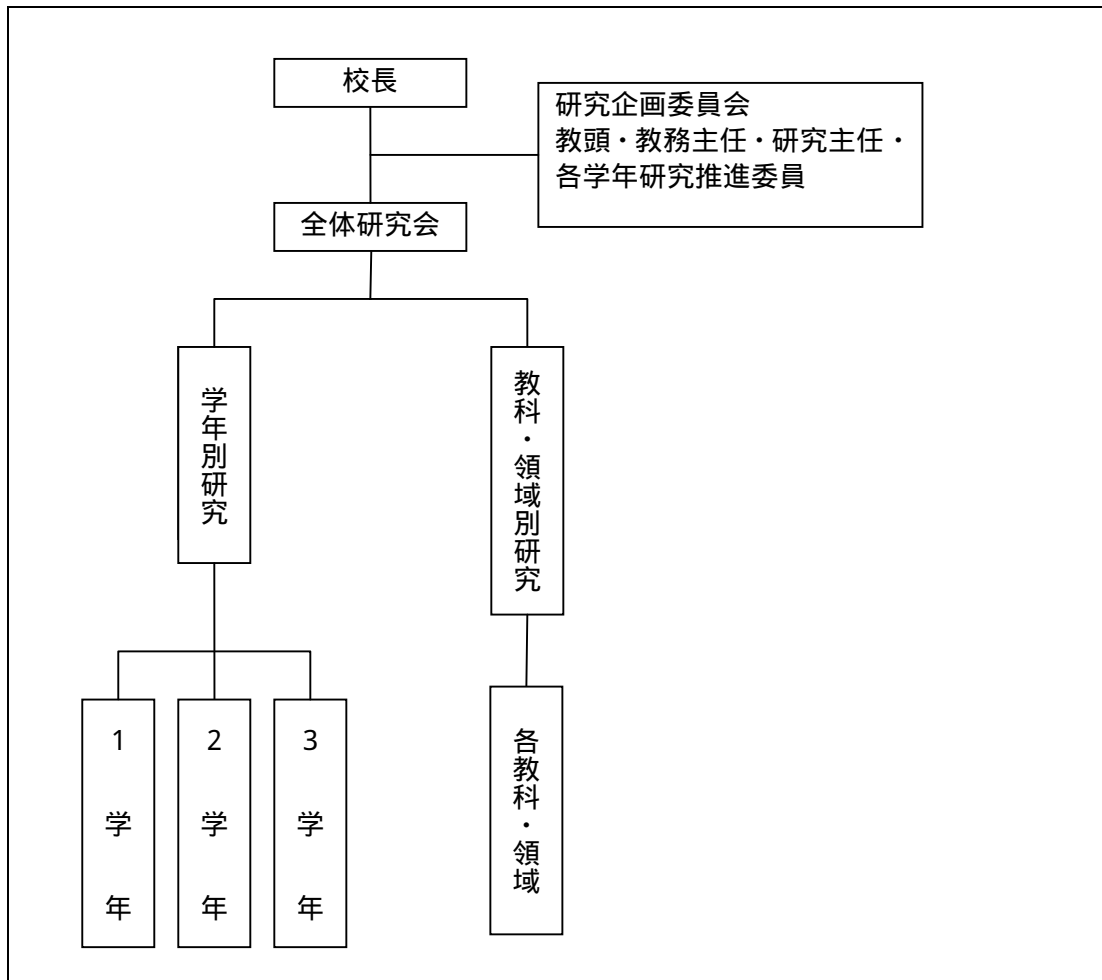 校長
研究企画委員会
教頭・教務主任・研究主任・
各学年研究推進委員
全体研究会
学年別研究
教科・領域別研究
1学年
2学年
3学年
各教科・領域